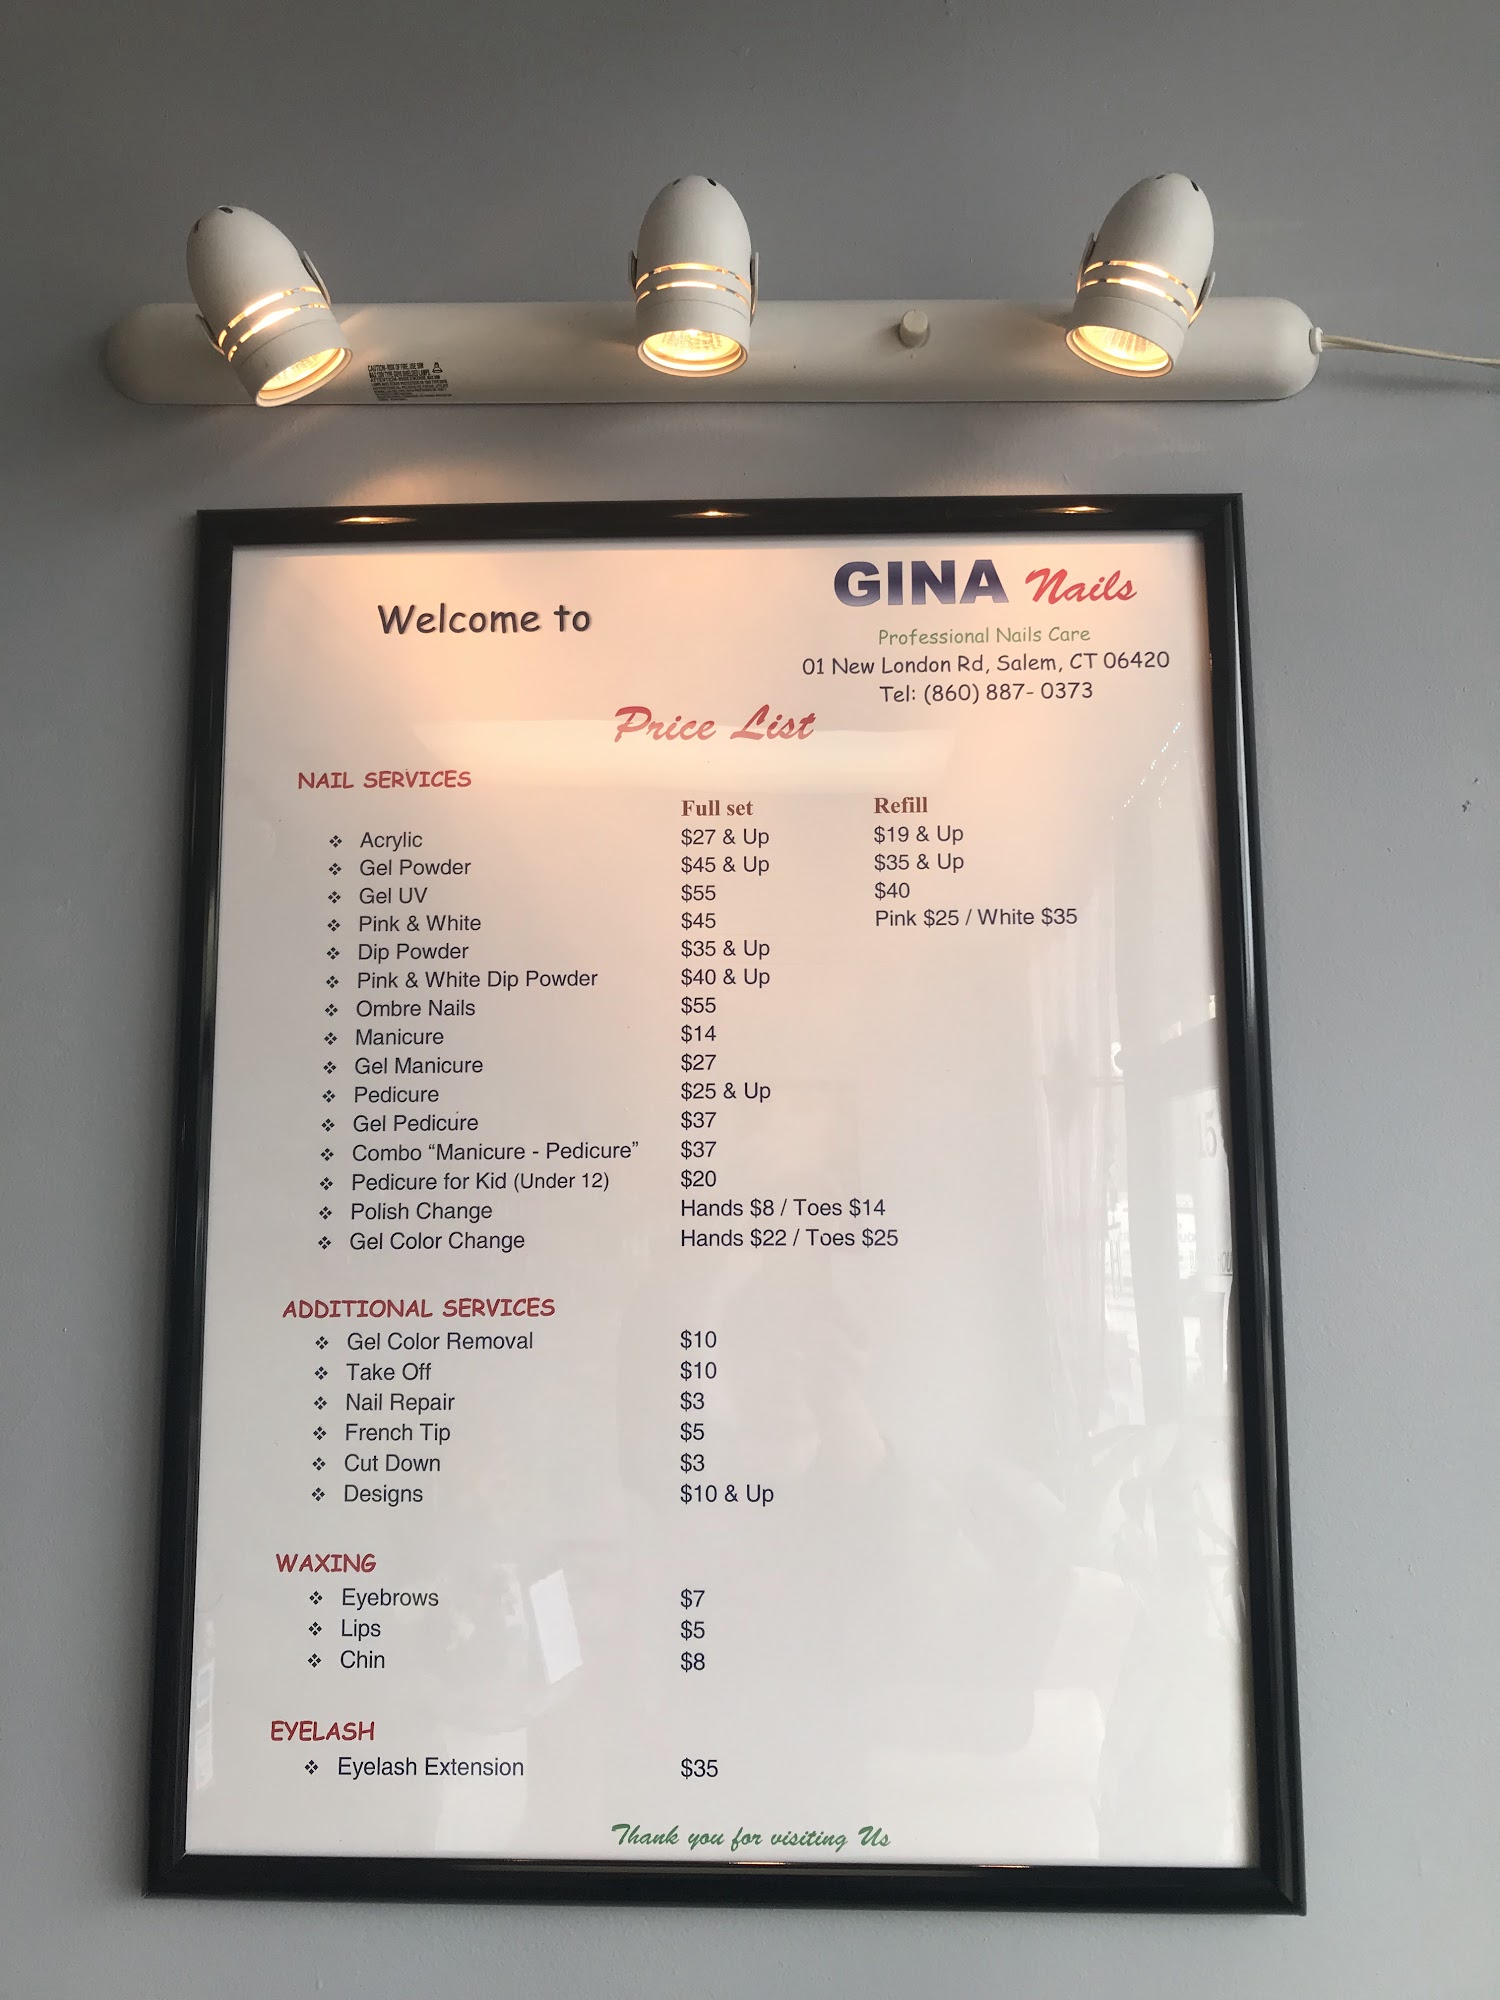 CAUTION-RISK OF FIRE. USE 50W
Welcome to
GINA Nails
Professional Nails Care
01 New London Rd, Salem, CT 06420
Tel: (860) 887- 0373
Price List
NAIL SERVICES
Full set Refill
❖ Acrylic $27 & Up $19 & Up
❖ Gel Powder $45 & Up $35 & Up
❖ Gel UV $55 $40
❖ Pink & White $45 Pink $25 / White $35
❖ Dip Powder $35 & Up
❖ Pink & White Dip Powder $40 & Up
❖ Ombre Nails $55
❖ Manicure $14
❖ Gel Manicure $27
❖ Pedicure $25 & Up
❖ Gel Pedicure $37
❖ Combo “Manicure - Pedicure” $37
❖ Pedicure for Kid (Under 12) $20
❖ Polish Change Hands $8 / Toes $14
❖ Gel Color Change Hands $22 / Toes $25
ADDITIONAL SERVICES
❖ Gel Color Removal $10
❖ Take Off $10
❖ Nail Repair $3
❖ French Tip $5
❖ Cut Down $3
❖ Designs $10 & Up
WAXING
❖ Eyebrows $7
❖ Lips $5
❖ Chin $8
EYELASH
❖ Eyelash Extension $35
Thank you for visiting Us